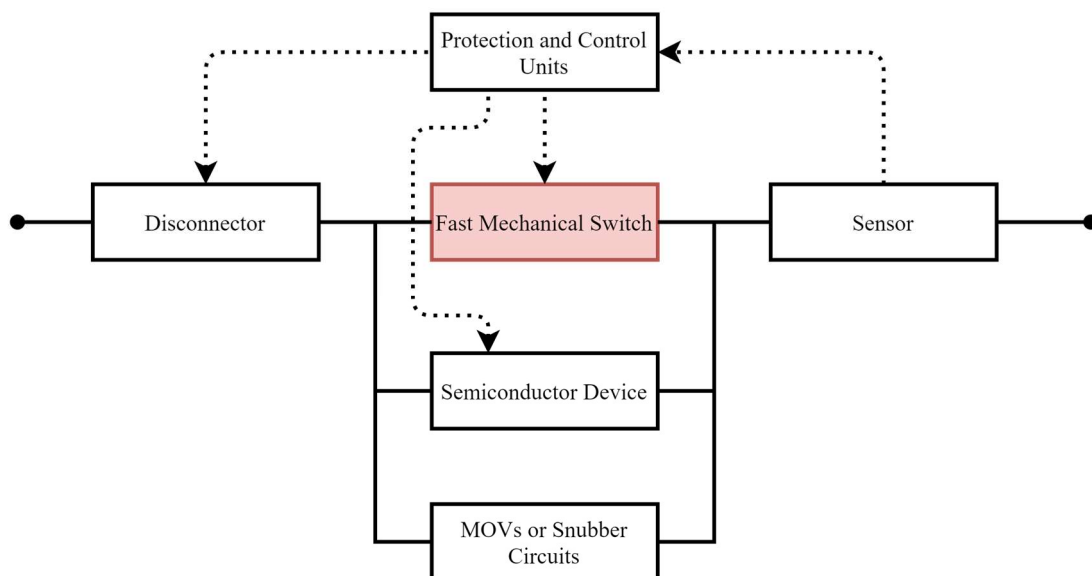 Protection and Control
Units
Disconnector
Fast Mechanical Switch
Sensor
Semiconductor Device
MOVs or Snubber
Circuits